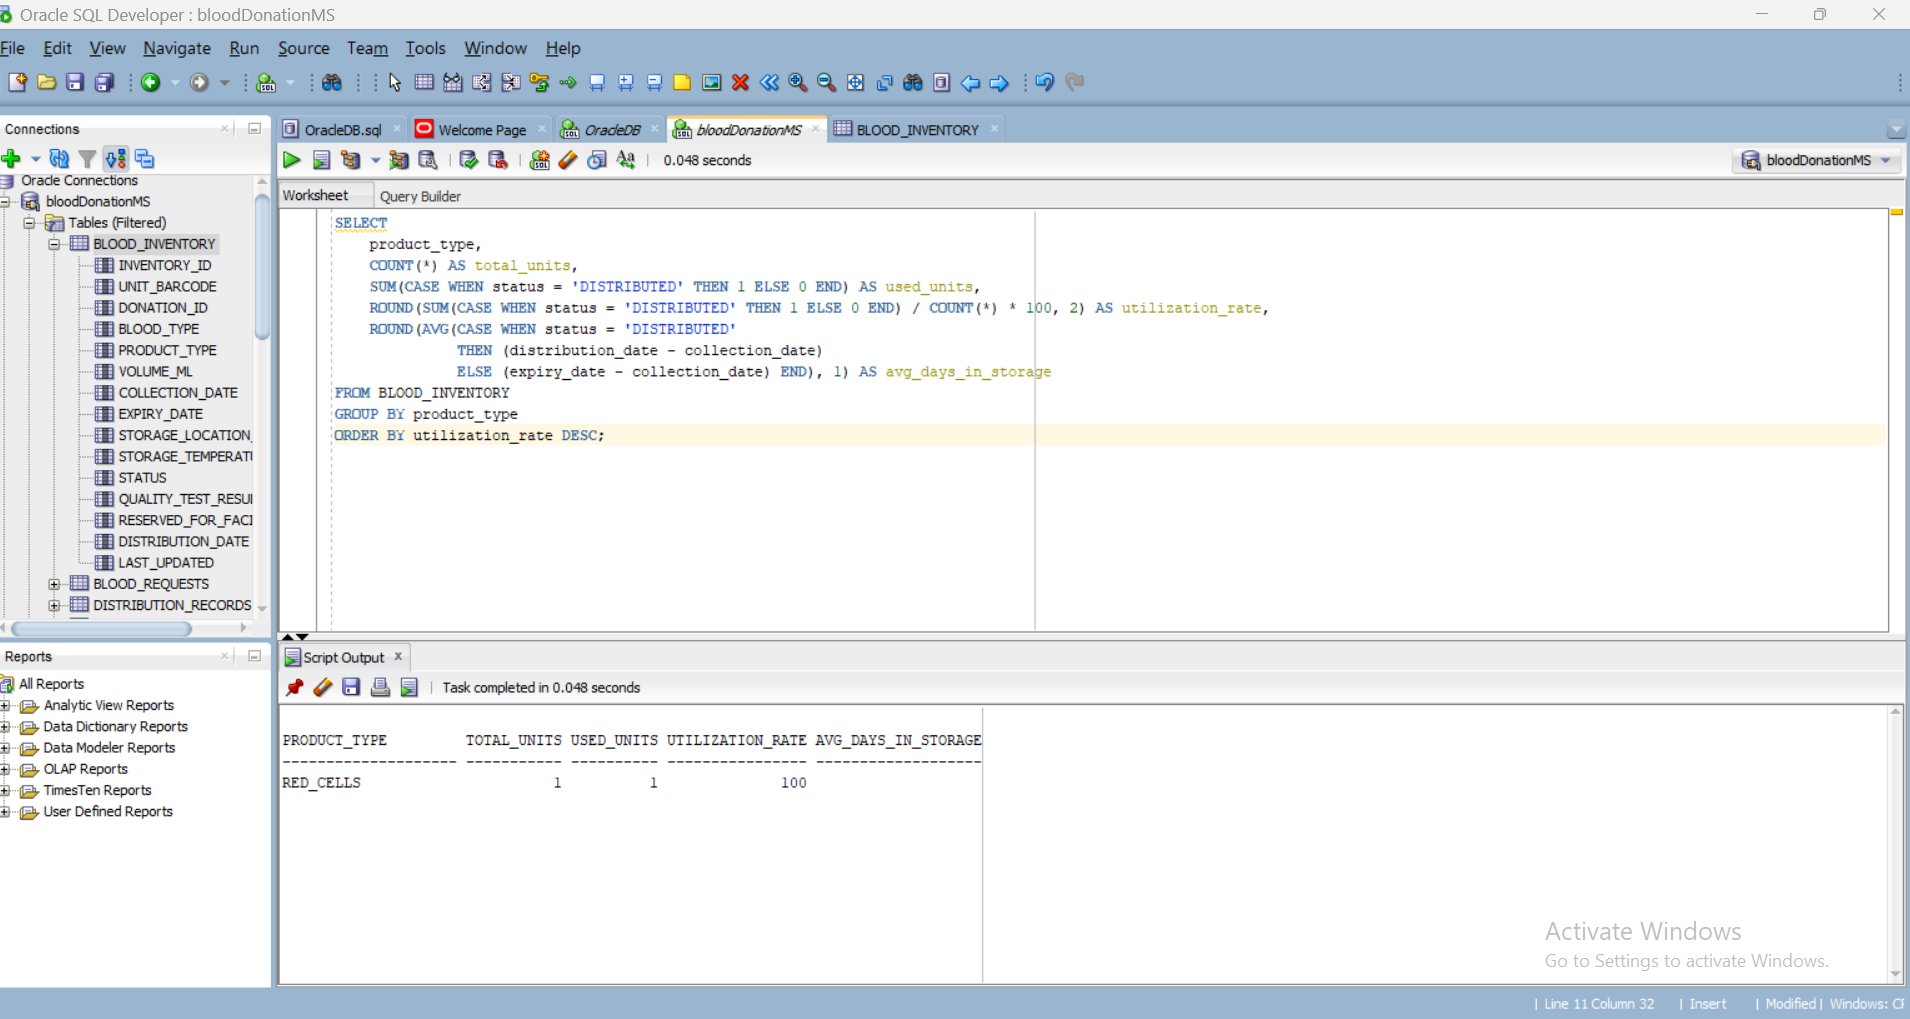 Oracle SQL Developer : bloodDonationMS
File Edit View Navigate Run Source Team Tools Window Help
Connections
Oracle Connections
bloodDonationMS
Tables (Filtered)
BLOOD_INVENTORY
INVENTORY_ID
UNIT_BARCODE
DONATION_ID
BLOOD_TYPE
PRODUCT_TYPE
VOLUME_ML
COLLECTION_DATE
EXPIRY_DATE
STORAGE_LOCATION
STORAGE_TEMPERAT
STATUS
QUALITY_TEST_RESU
RESERVED_FOR_FACI
DISTRIBUTION_DATE
LAST_UPDATED
BLOOD_REQUESTS
DISTRIBUTION_RECORDS
Reports
All Reports
Analytic View Reports
Data Dictionary Reports
Data Modeler Reports
OLAP Reports
TimesTen Reports
User Defined Reports
OracleDB.sql Welcome Page OracleDB bloodDonationMS BLOOD_INVENTORY
0.048 seconds bloodDonationMS
Worksheet Query Builder
SELECT
product_type,
COUNT(*) AS total_units,
SUM(CASE WHEN status = 'DISTRIBUTED' THEN 1 ELSE 0 END) AS used_units,
ROUND(SUM(CASE WHEN status = 'DISTRIBUTED' THEN 1 ELSE 0 END) / COUNT(*) * 100, 2) AS utilization_rate,
ROUND(AVG(CASE WHEN status = 'DISTRIBUTED'
THEN (distribution_date - collection_date)
ELSE (expiry_date - collection_date) END), 1) AS avg_days_in_storage
FROM BLOOD_INVENTORY
GROUP BY product_type
ORDER BY utilization_rate DESC;
Script Output x
Task completed in 0.048 seconds
PRODUCT_TYPE TOTAL_UNITS USED_UNITS UTILIZATION_RATE AVG_DAYS_IN_STORAGE
-------------------- ----------- ---------- ---------------- -------------------
RED_CELLS 1 1 100
Activate Windows
Go to Settings to activate Windows.
| Line 11 Column 32 | Insert | Modified | Windows: CF